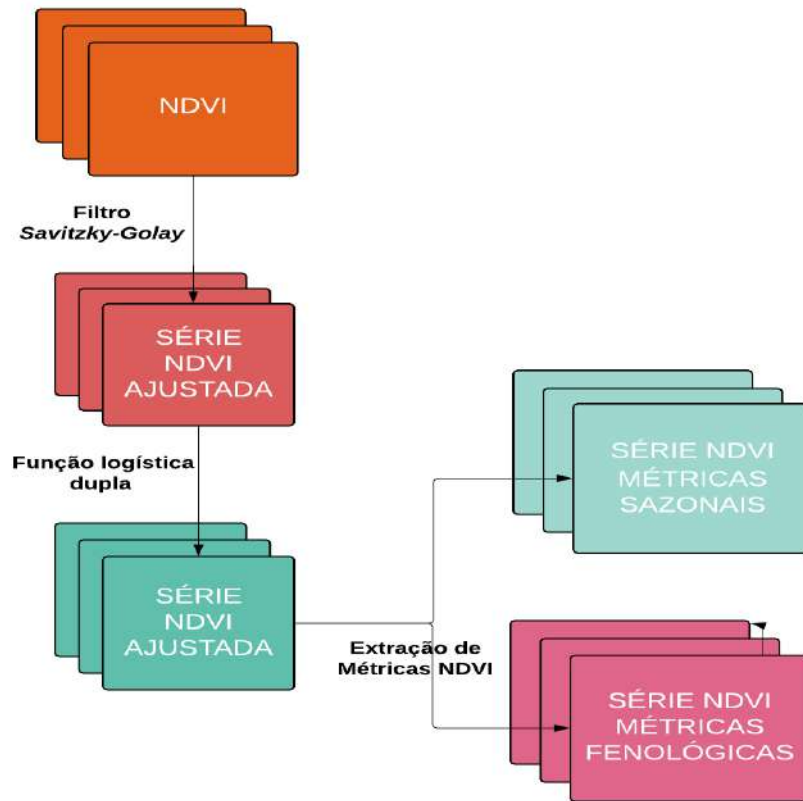 NDVI
Filtro
Savitzky-Golay
SÉRIE
NDVI
AJUSTADA
Função logística
dupla
SÉRIE
NDVI
AJUSTADA
Extração de
Métricas NDVI
SÉRIE NDVI
MÉTRICAS
SAZONAIS
SÉRIE NDVI
MÉTRICAS
FENOLÓGICAS